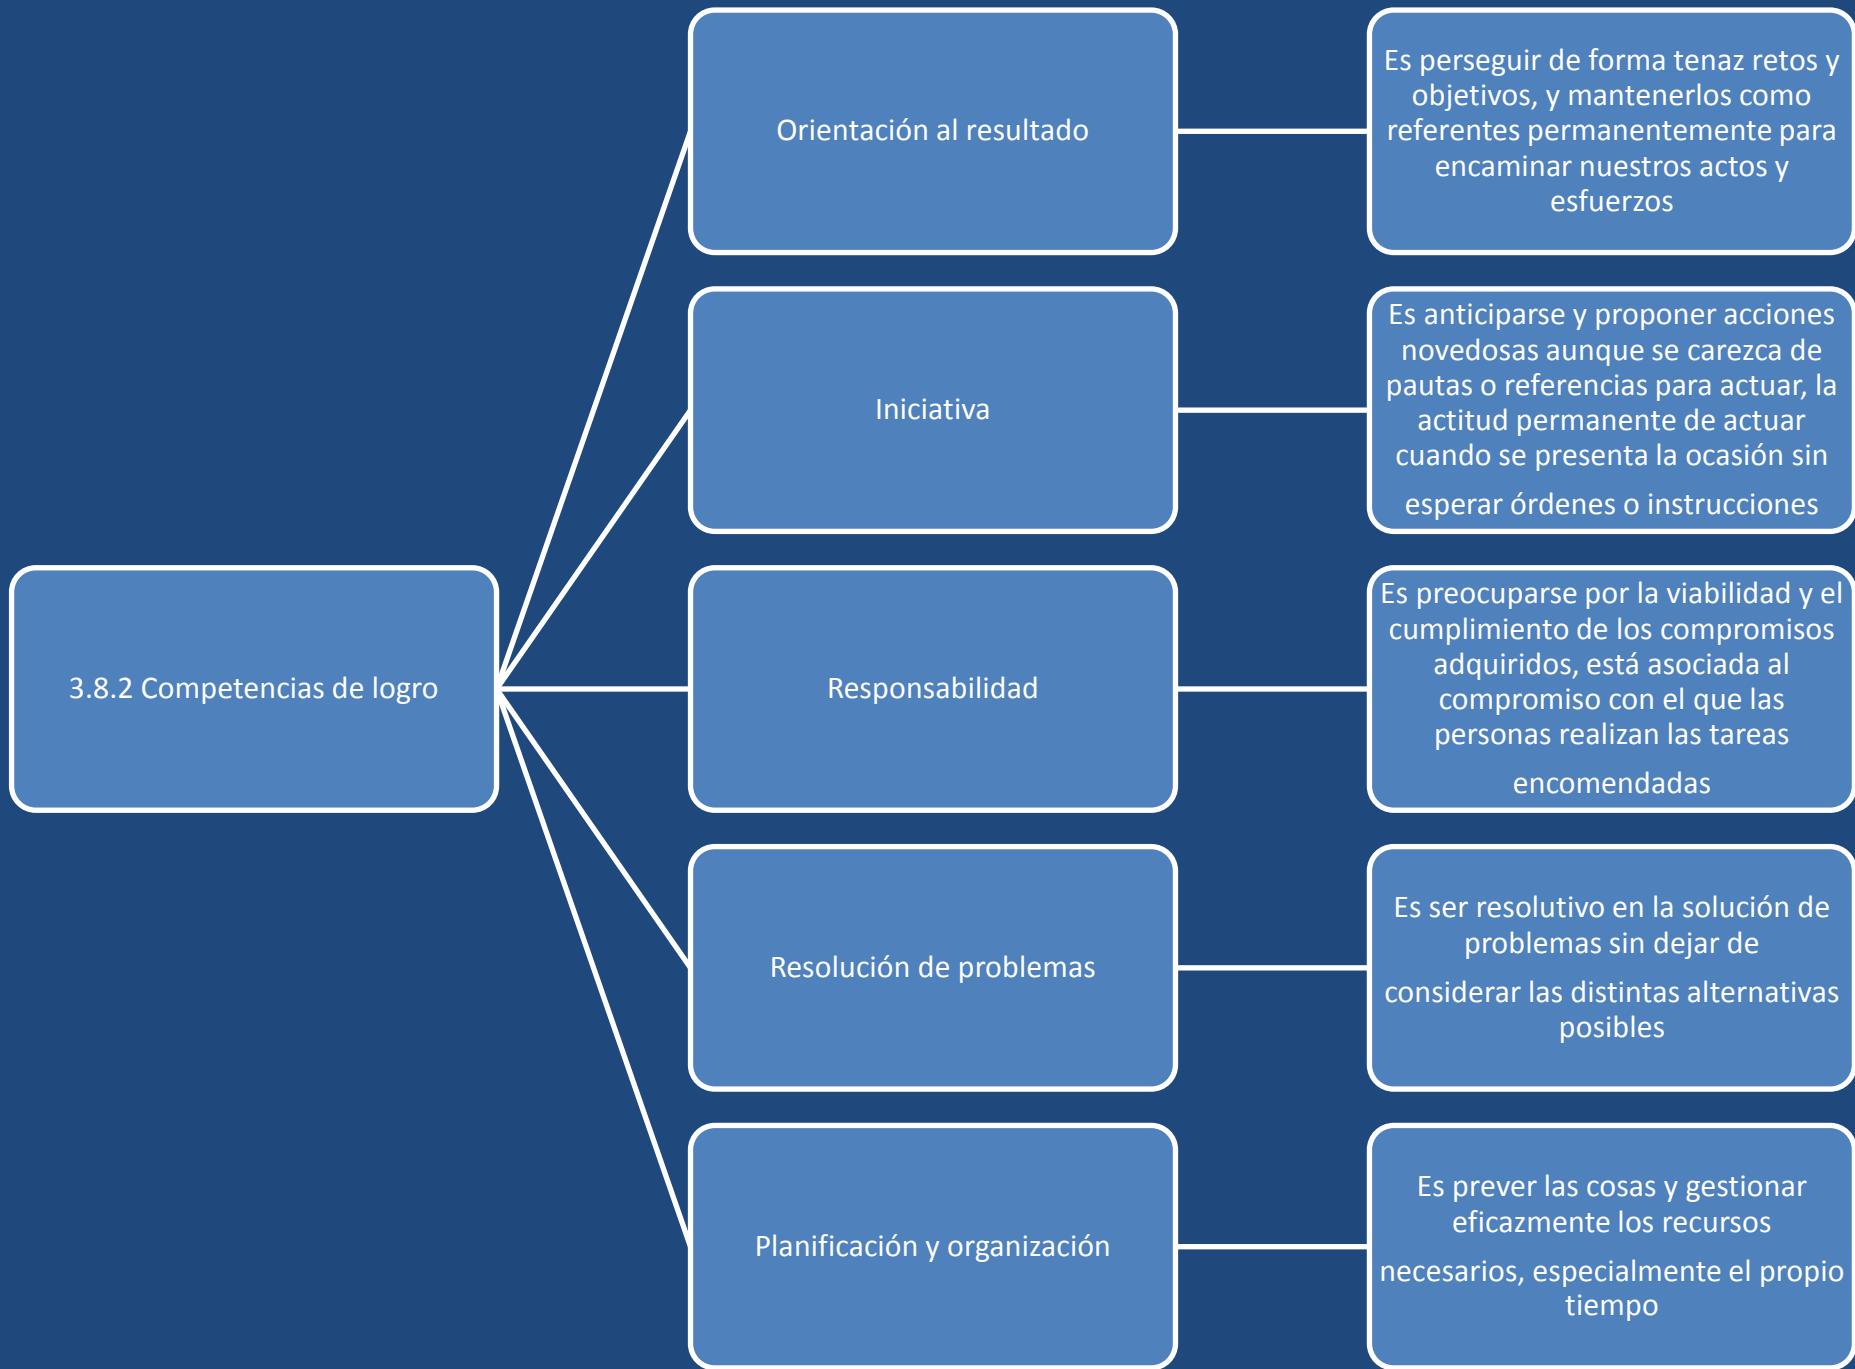 3.8.2 Competencias de logro
Orientación al resultado
Es perseguir de forma tenaz retos y
objetivos, y mantenerlos como
referentes permanentemente para
encaminar nuestros actos y
esfuerzos
Iniciativa
Es anticiparse y proponer acciones
novedosas aunque se carezca de
pautas o referencias para actuar, la
actitud permanente de actuar
cuando se presenta la ocasión sin
esperar órdenes o instrucciones
Responsabilidad
Es preocuparse por la viabilidad y el
cumplimiento de los compromisos
adquiridos, está asociada al
compromiso con el que las
personas realizan las tareas
encomendadas
Resolución de problemas
Es ser resolutivo en la solución de
problemas sin dejar de
considerar las distintas alternativas
posibles
Planificación y organización
Es prever las cosas y gestionar
eficazmente los recursos
necesarios, especialmente el propio
tiempo